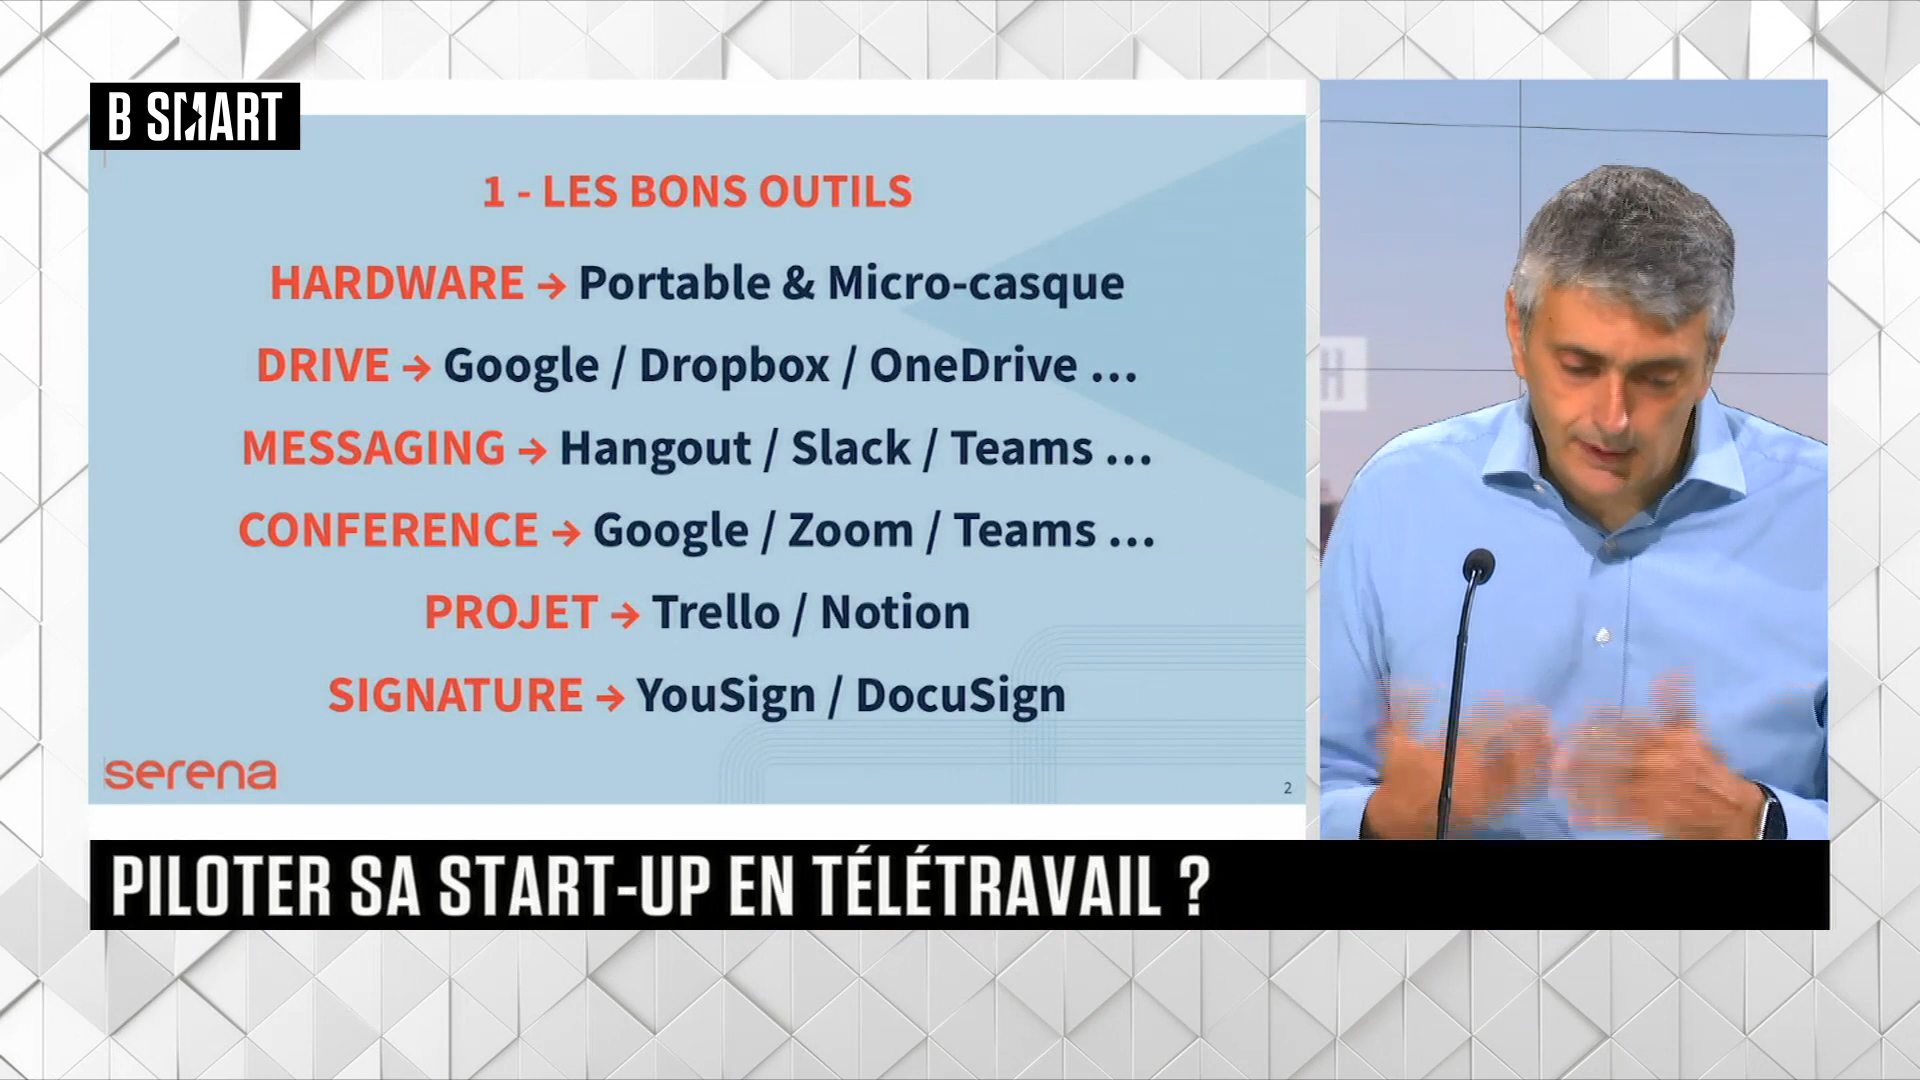 B SMART
1 - LES BONS OUTILS
HARDWARE → Portable & Micro-casque
DRIVE → Google / Dropbox / OneDrive ...
MESSAGING → Hangout / Slack / Teams ...
CONFERENCE → Google / Zoom / Teams ...
PROJET → Trello / Notion
SIGNATURE → YouSign / DocuSign
serena
2
PILOTER SA START-UP EN TÉLÉTRAVAIL ?